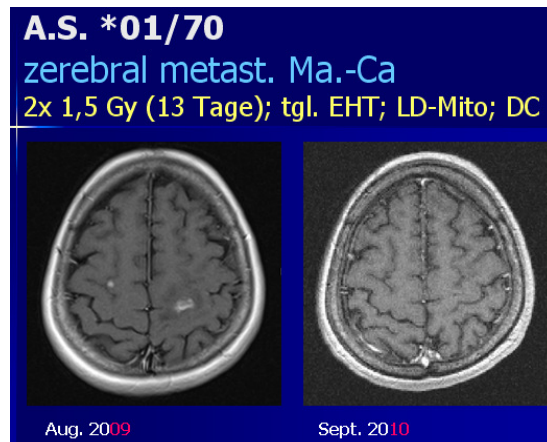 A.S. *01/70
zerebral metast. Ma.-Ca
2x 1,5 Gy (13 Tage); tgl. EHT; LD-Mito; DC
Aug. 2009
Sept. 2010